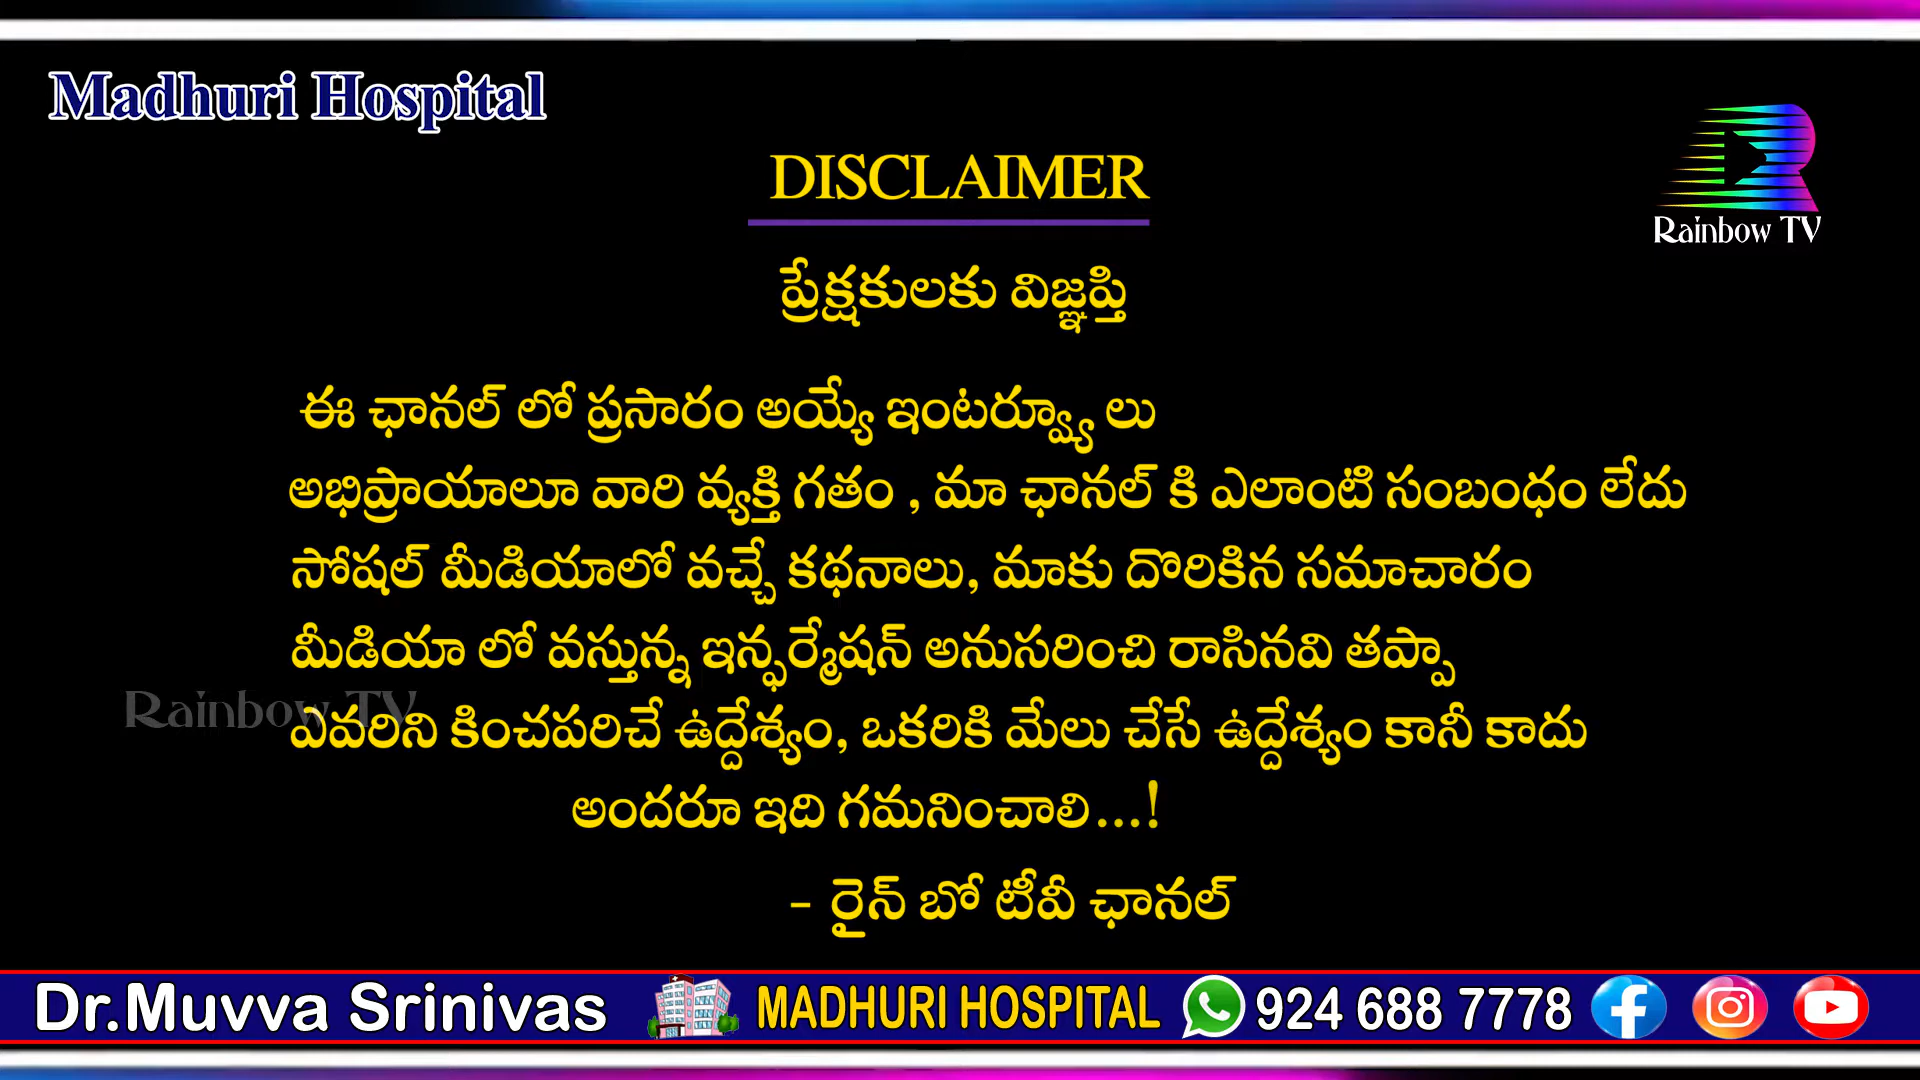 Madhuri Hospital
DISCLAIMER
Rainbow TV
ప్రేక్షకులకు విజ్ఞప్తి
ఈ ఛానల్ లో ప్రసారం అయ్యే ఇంటర్వ్యూ లు
అభిప్రాయాలూ వారి వ్యక్తి గతం , మా ఛానల్ కి ఎలాంటి సంబంధం లేదు
సోషల్ మీడియాలో వచ్చే కథనాలు, మాకు దొరికిన సమాచారం
మీడియా లో వస్తున్న ఇన్ఫర్మేషన్ అనుసరించి రాసినవి తప్పా
Rainbow TV
ఏవరిని కించపరిచే ఉద్దేశ్యం, ఒకరికి మేలు చేసే ఉద్దేశ్యం కానీ కాదు
అందరూ ఇది గమనించాలి...!
- రైన్ బో టీవీ ఛానల్
Dr.Muvva Srinivas MADHURI HOSPITAL 924 688 7778